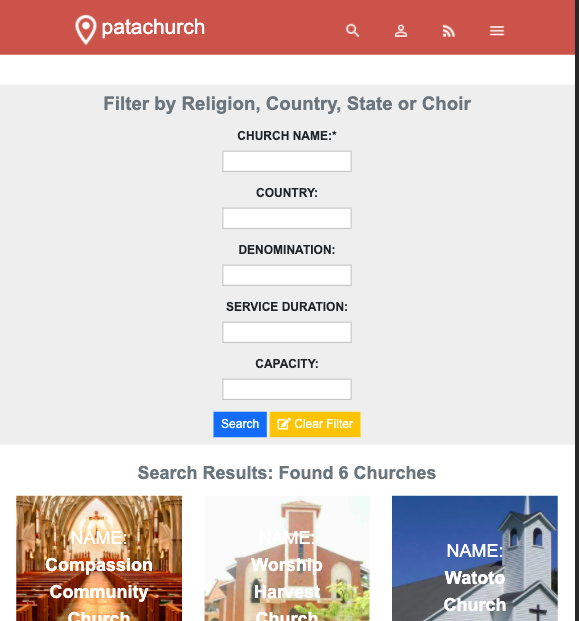 patachurch
Filter by Religion, Country, State or Choir
CHURCH NAME:*
COUNTRY:
DENOMINATION:
SERVICE DURATION:
CAPACITY:
Search Clear Filter
Search Results: Found 6 Churches
NAME:
Compassion
Community
Church
NAME:
Worship
Harvest
Church
NAME:
Watoto
Church